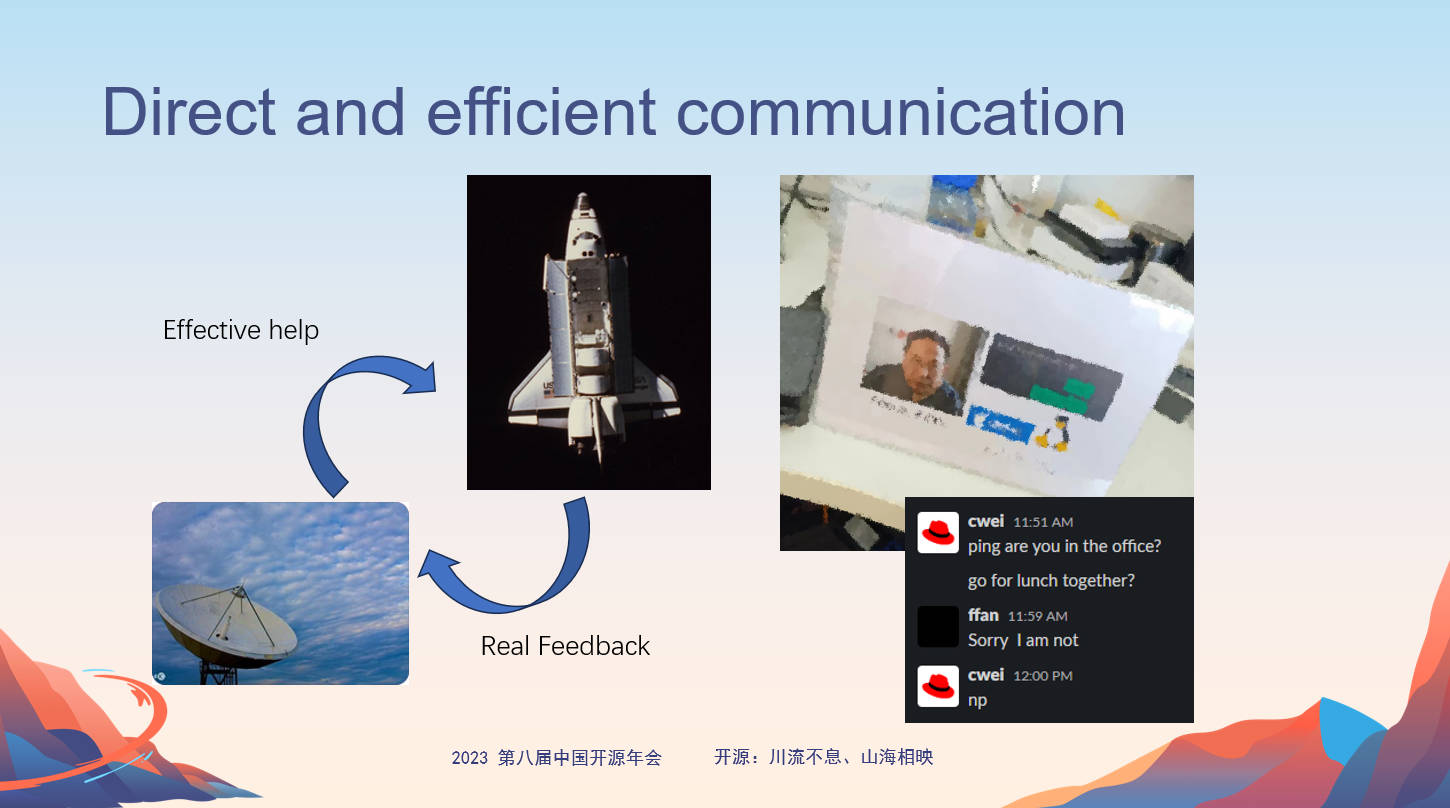 Direct and efficient communication
Effective help
Real Feedback
cwei 11:51 AM
ping are you in the office?
go for lunch together?
ffan 11:59 AM
Sorry I am not
cwei 12:00 PM
np
2023 第八届中国开源年会
开源：川流不息、山海相映